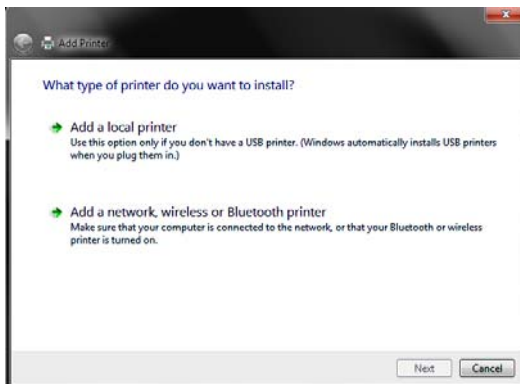 Add Printer
What type of printer do you want to install?
Add a local printer
Use this option only if you don't have a USB printer. (Windows automatically installs USB printers
when you plug them in.)
Add a network, wireless or Bluetooth printer
Make sure that your computer is connected to the network, or that your Bluetooth or wireless
printer is turned on.
Next Cancel